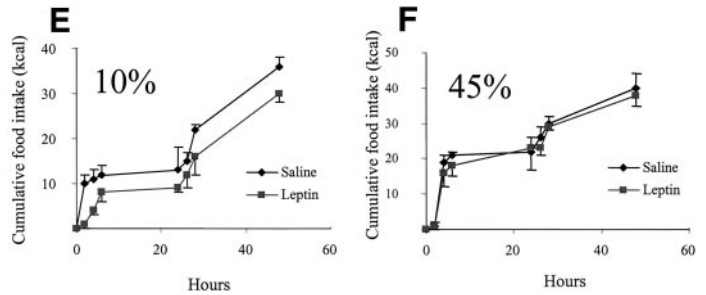 E
F
Cumulative food intake (kcal)
40
30
20
10
0
20
40
60
10%
Saline
Leptin
Hours
Cumulative food intake (kcal)
50
40
30
20
10
0
20
40
60
45%
Saline
Leptin
Hours